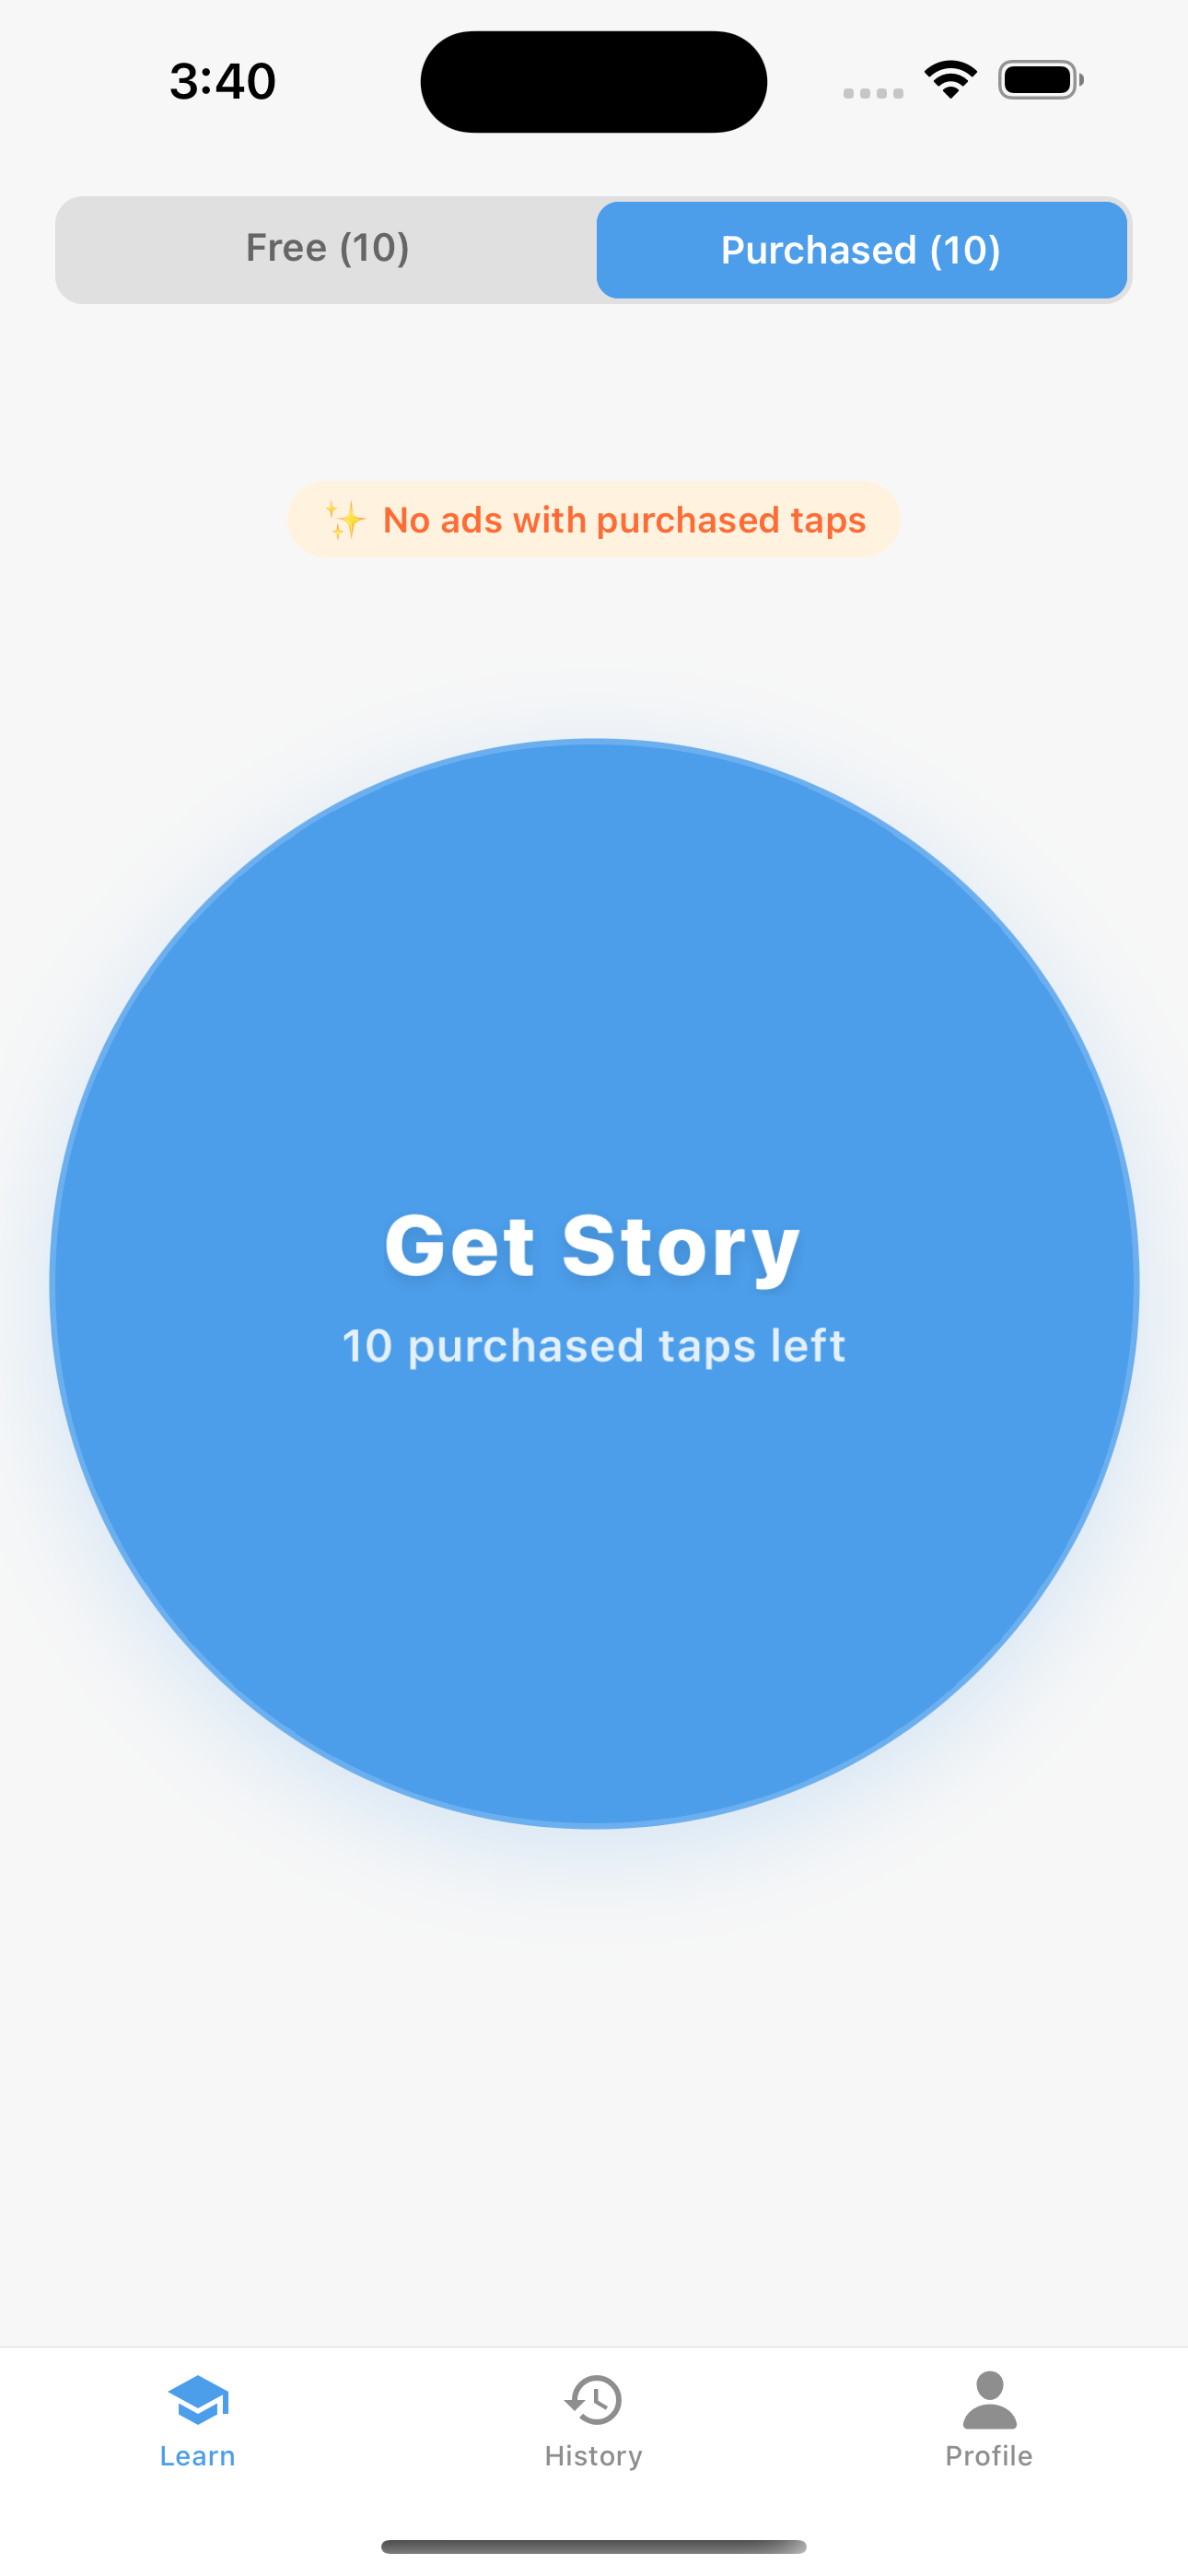 3:40
Free (10)
Purchased (10)
✨ No ads with purchased taps
Get Story
10 purchased taps left
Learn
History
Profile